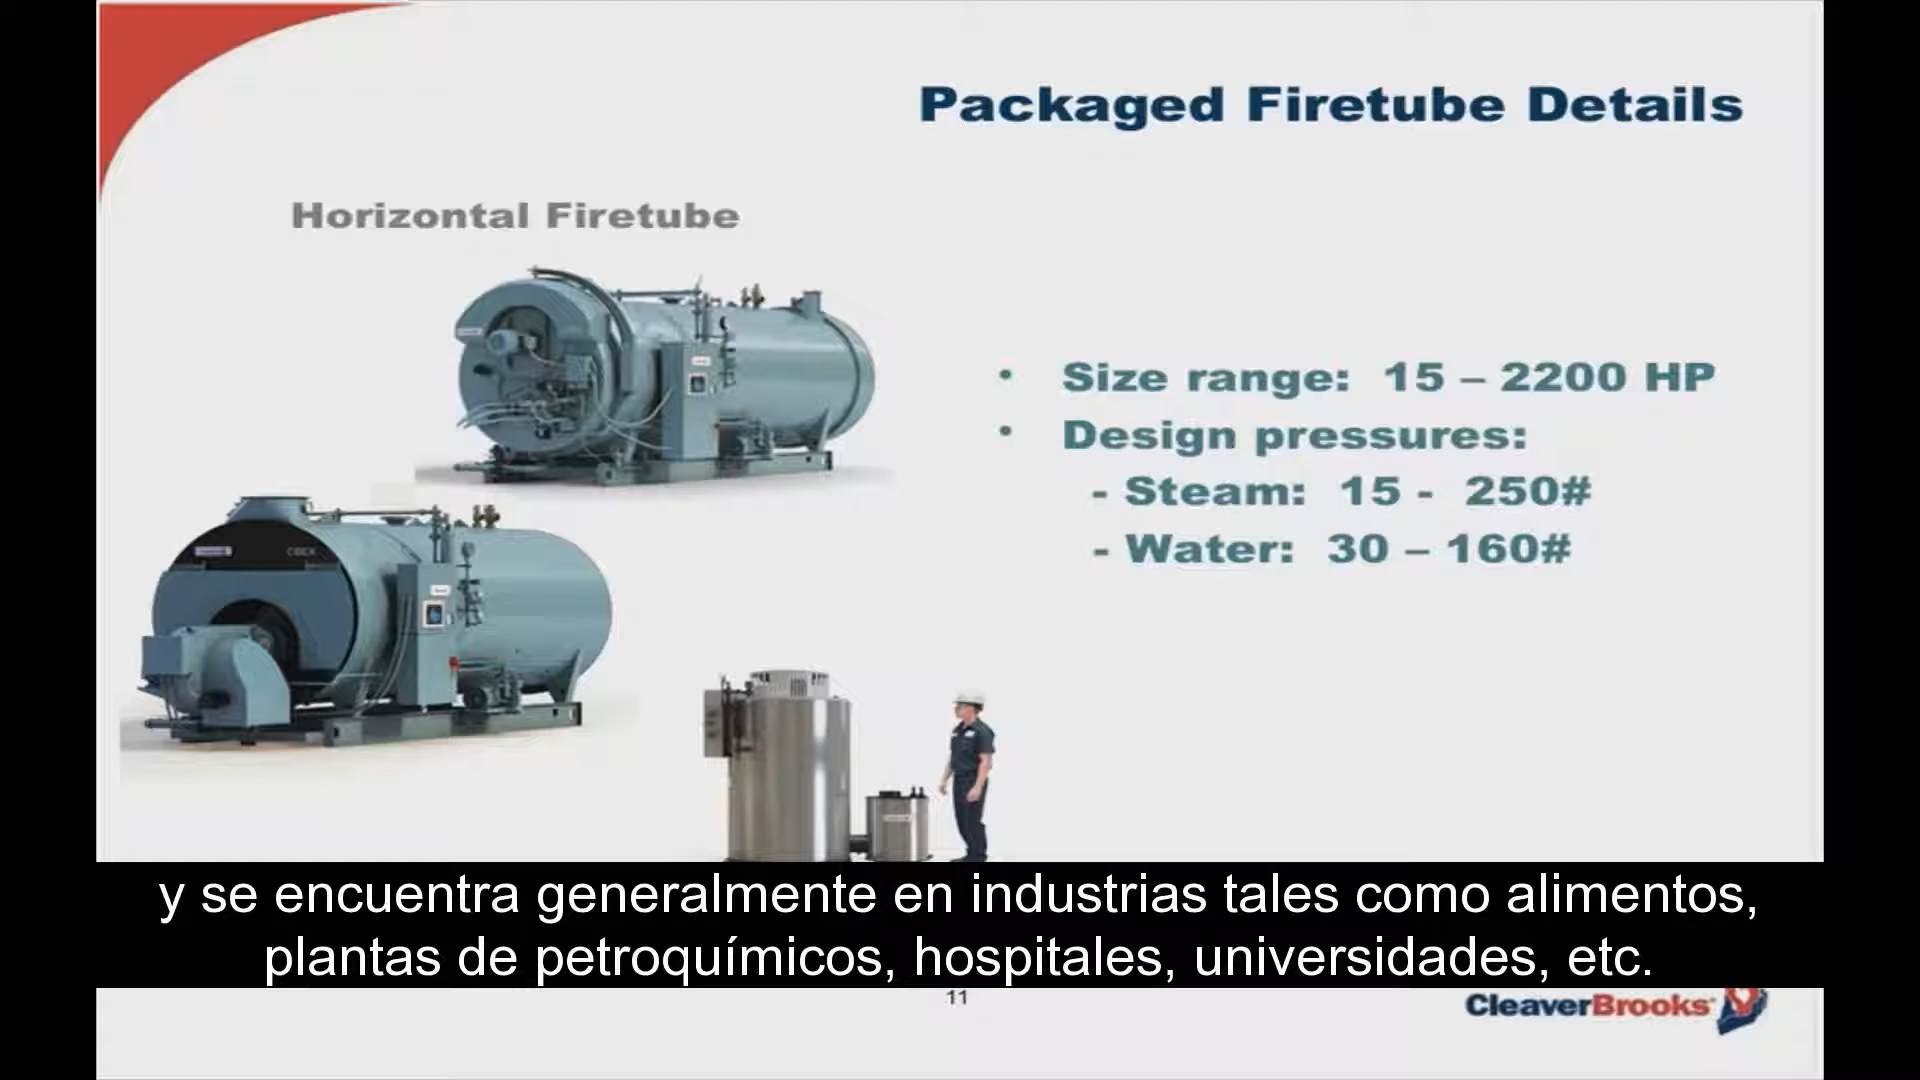 Packaged Firetube Details
Horizontal Firetube
• Size range: 15 – 2200 HP
• Design pressures:
- Steam: 15 - 250#
- Water: 30 – 160#
CBEX
y se encuentra generalmente en industrias tales como alimentos,
plantas de petroquímicos, hospitales, universidades, etc.
11
CleaverBrooks